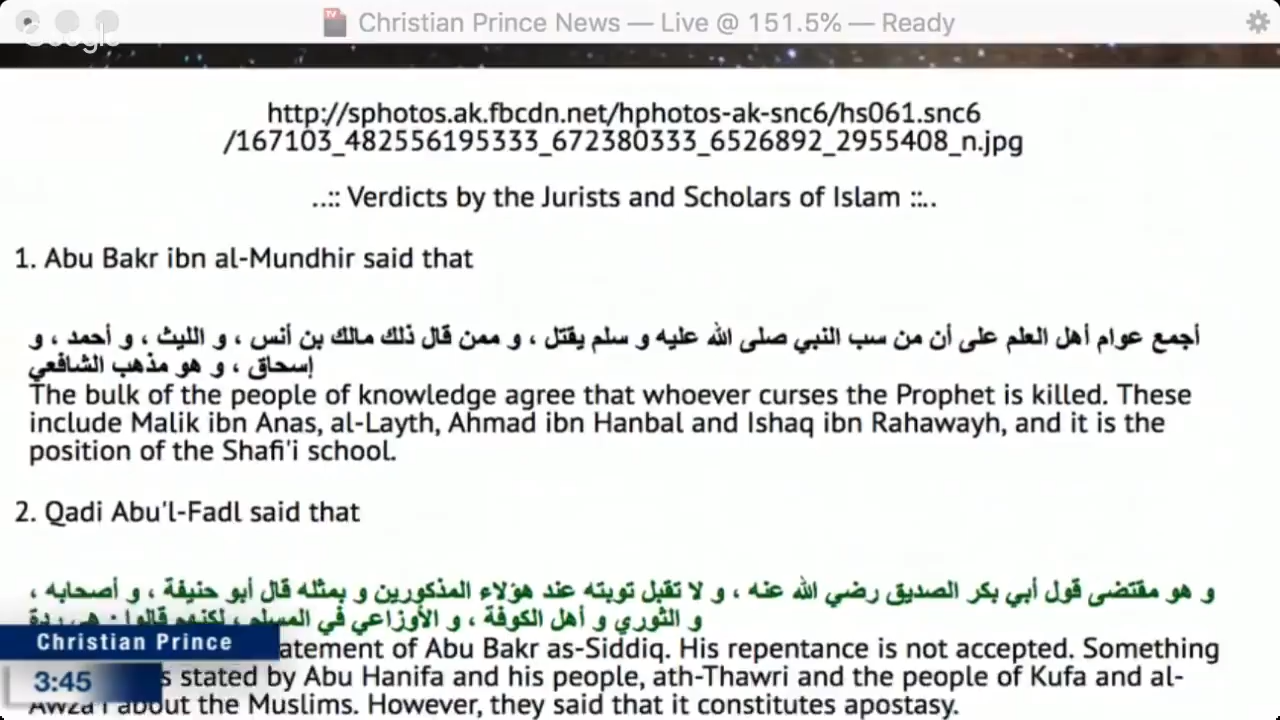 Christian Prince News — Live @ 151.5% — Ready
Google
http://sphotos.ak.fbcdn.net/hphotos-ak-snc6/hs061.snc6
/167103_482556195333_672380333_6526892_2955408_n.jpg
..:: Verdicts by the Jurists and Scholars of Islam ::..
1. Abu Bakr ibn al-Mundhir said that
أجمع عوام أهل العلم على أن من سب النبي صلى الله عليه و سلم يقتل ، و ممن قال ذلك مالك بن أنس ، و الليث ، و أحمد ، و
إسحاق ، و هو مذهب الشافعي
The bulk of the people of knowledge agree that whoever curses the Prophet is killed. These
include Malik ibn Anas, al-Layth, Ahmad ibn Hanbal and Ishaq ibn Rahawayh, and it is the
position of the Shafi'i school.
2. Qadi Abu'l-Fadl said that
و هو مقتضى قول أبي بكر الصديق رضي الله عنه ، و لا تقبل توبته عند هؤلاء المذكورين و بمثله قال أبو حنيفة ، و أصحابه ،
و الثوري و أهل الكوفة ، و الأوزاعي في المسلم ، لكنهم قالوا : هي ردة
atement of Abu Bakr as-Siddiq. His repentance is not accepted. Something
s stated by Abu Hanifa and his people, ath-Thawri and the people of Kufa and al-
Awza'i about the Muslims. However, they said that it constitutes apostasy.
Christian Prince
3:45